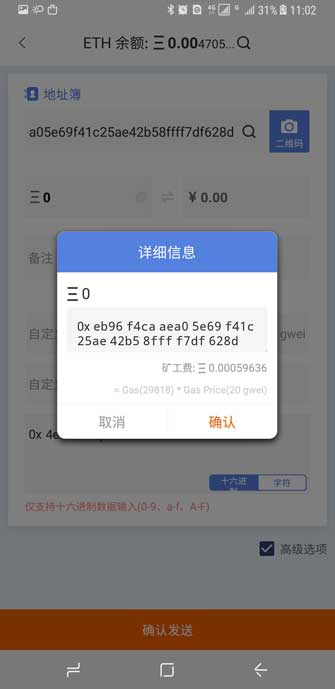 4G G 31% 11:02
ETH 余额: Ξ 0.004705...
地址簿
a05e69f41c25ae42b58ffff7df628d
二维码
Ξ 0
¥ 0.00
备注
详细信息
Ξ 0
0x eb96 f4ca aea0 5e69 f41c
25ae 42b5 8fff f7df 628d
矿工费: Ξ 0.00059636
= Gas(29818) * Gas Price(20 gwei)
取消 确认
gwei
0x 4e
十六进制 字符
仅支持十六进制数据输入(0-9、a-f、A-F)
高级选项
确认发送